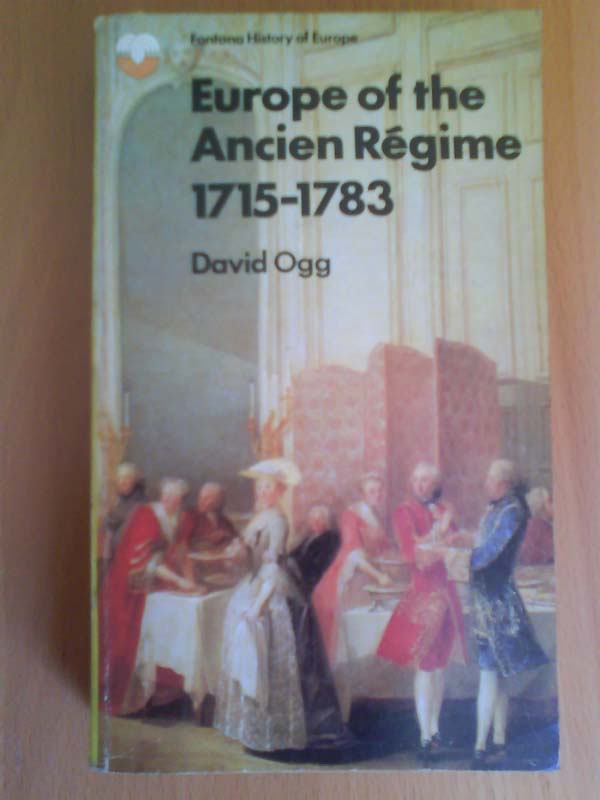 Fontana History of Europe
Europe of the
Ancien Régime
1715-1783
David Ogg